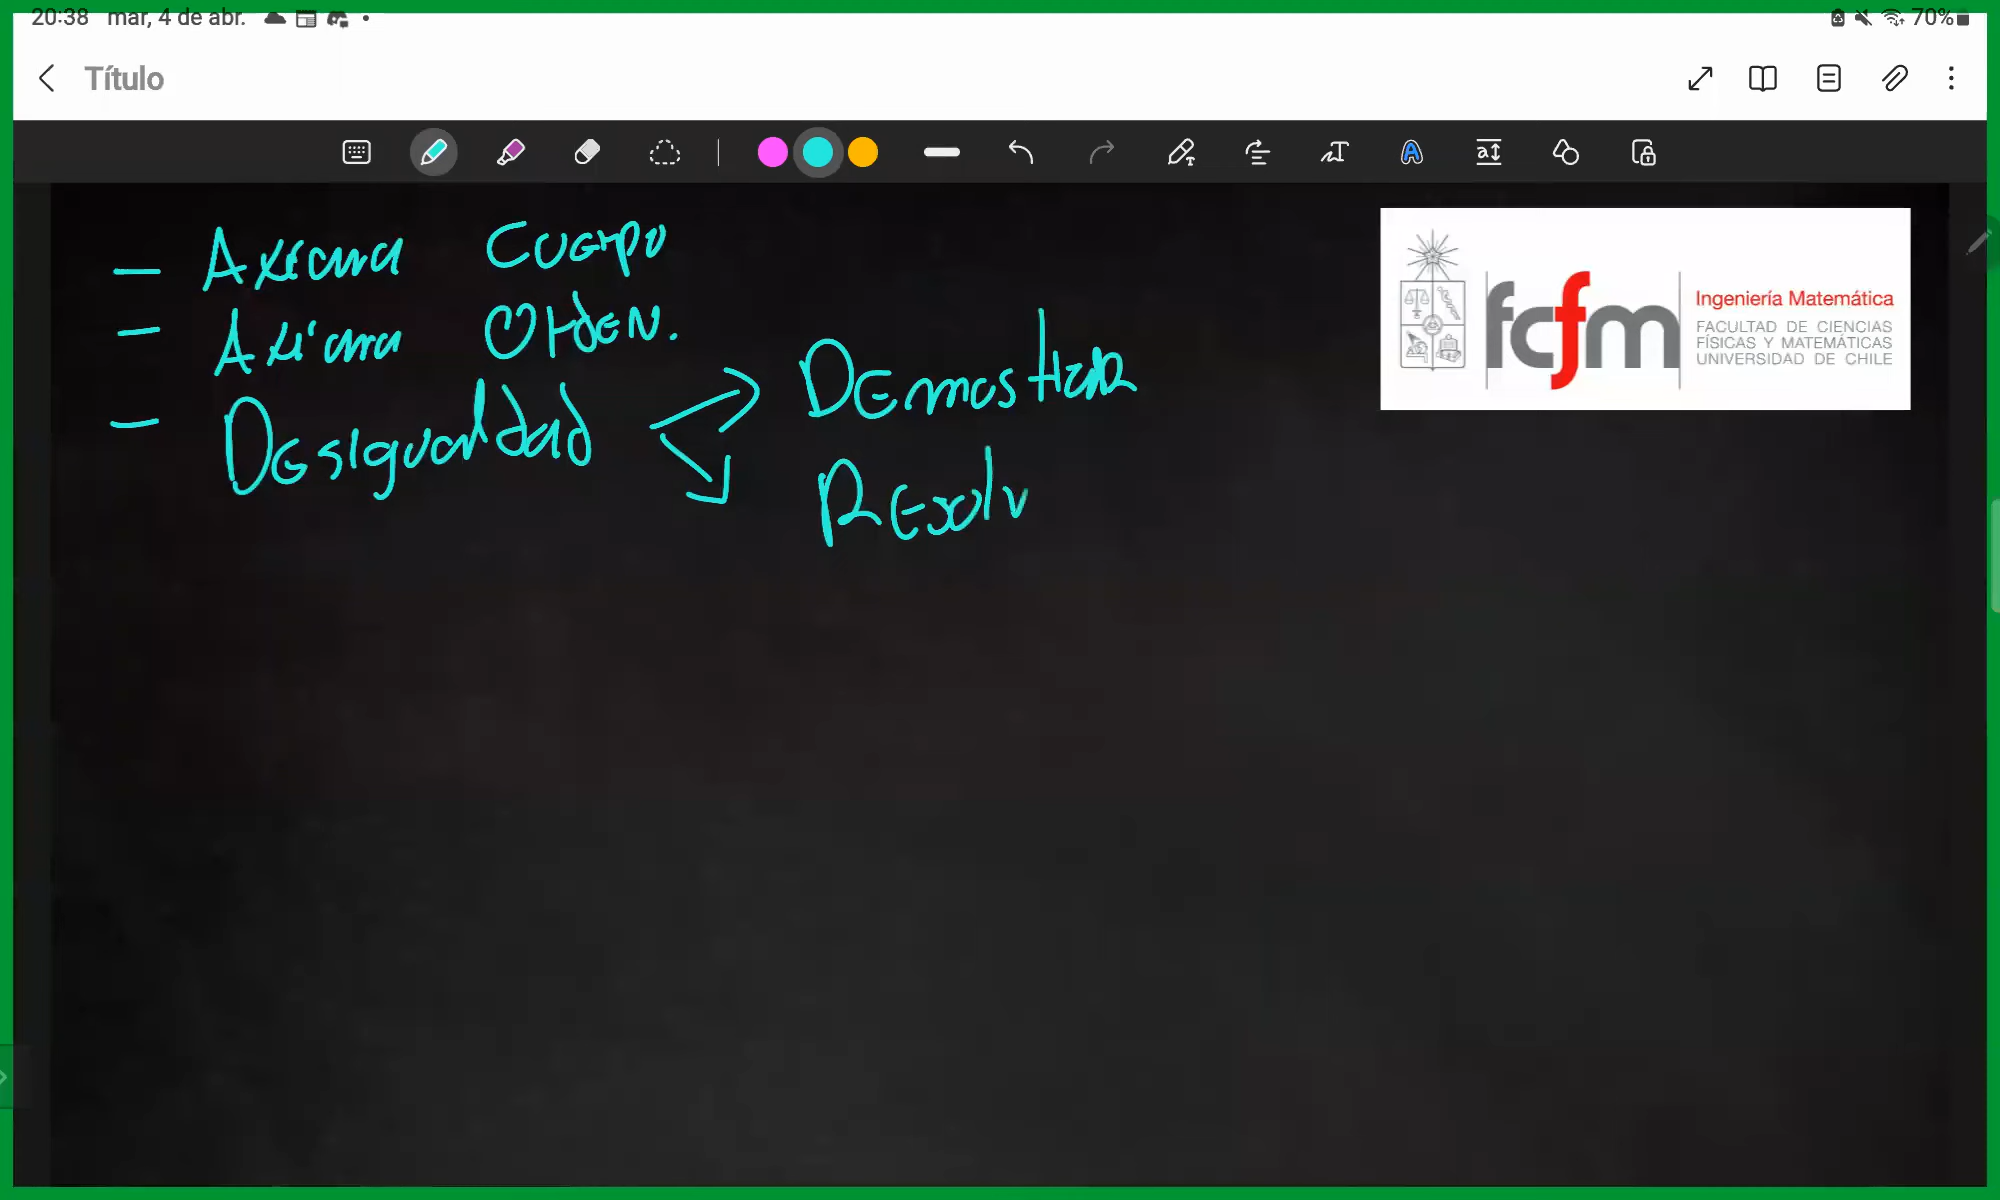 20:38 mar, 4 de abr.
70%
Título
- Axioma Cuerpo
- Axioma Orden.
- Desigualdad
Demostrar
Resolv
fcfm
Ingeniería Matemática
FACULTAD DE CIENCIAS
FÍSICAS Y MATEMÁTICAS
UNIVERSIDAD DE CHILE